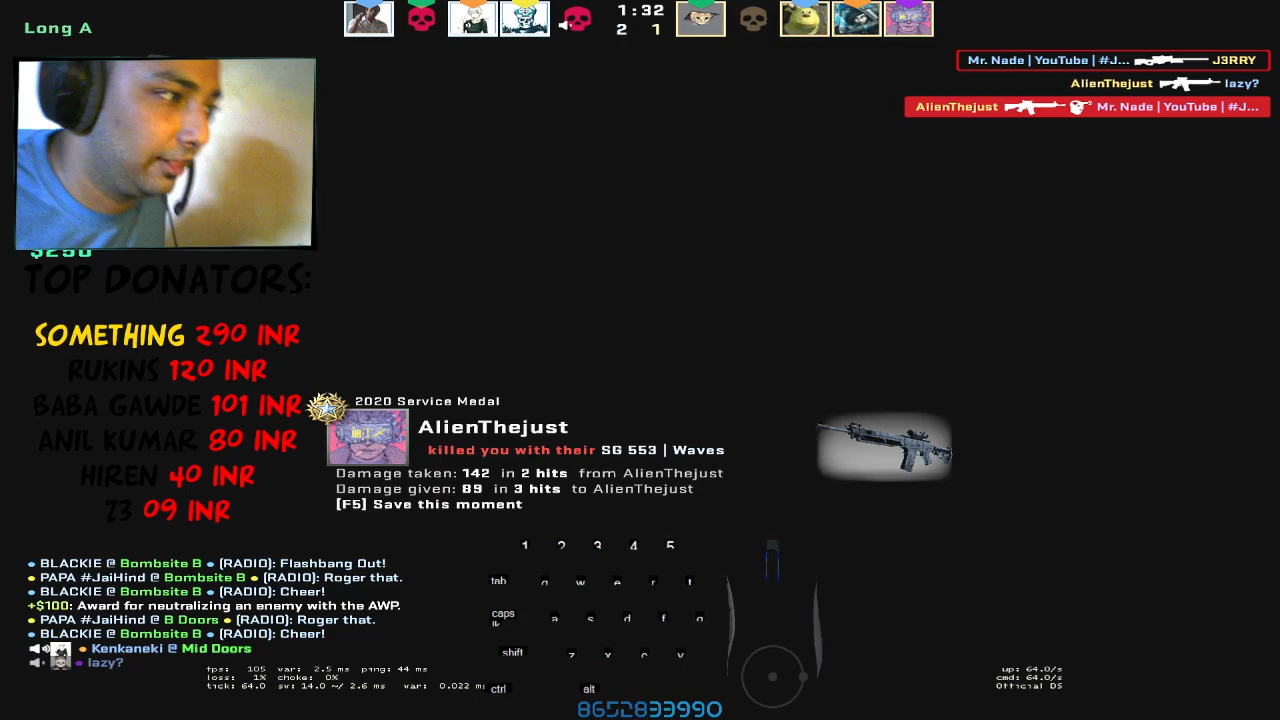 Long A
1:32
2 1
Mr. Nade | YouTube | #J... J3RRY
AlienThejust lazy?
AlienThejust Mr. Nade | YouTube | #J...
$250
TOP DONATORS:
SOMETHING 290 INR
RUKINS 120 INR
BABA GAWDE 101 INR
ANIL KUMAR 80 INR
HIREN 40 INR
Z3 09 INR
2020 Service Medal
AlienThejust
killed you with their SG 553 | Waves
Damage taken: 142 in 2 hits from AlienThejust
Damage given: 89 in 3 hits to AlienThejust
[F5] Save this moment
BLACKIE @ Bombsite B (RADIO): Flashbang Out!
PAPA #JaiHind @ Bombsite B (RADIO): Roger that.
BLACKIE @ Bombsite B (RADIO): Cheer!
+$100: Award for neutralizing an enemy with the AWP.
PAPA #JaiHind @ B Doors (RADIO): Roger that.
BLACKIE @ Bombsite B (RADIO): Cheer!
Kenkaneki @ Mid Doors
lazy?
1 2 3 4 5
tab q w e r t
caps
lk a s d f g
shift z x c v
ctrl alt
fps: 105 var: 2.5 ms ping: 44 ms
loss: 1% choke: 0%
tick: 64.0 sv: 14.0 ~/ 2.6 ms var: 0.022 ms
up: 64.0/s
cmd: 64.0/s
Official DS
8652833990